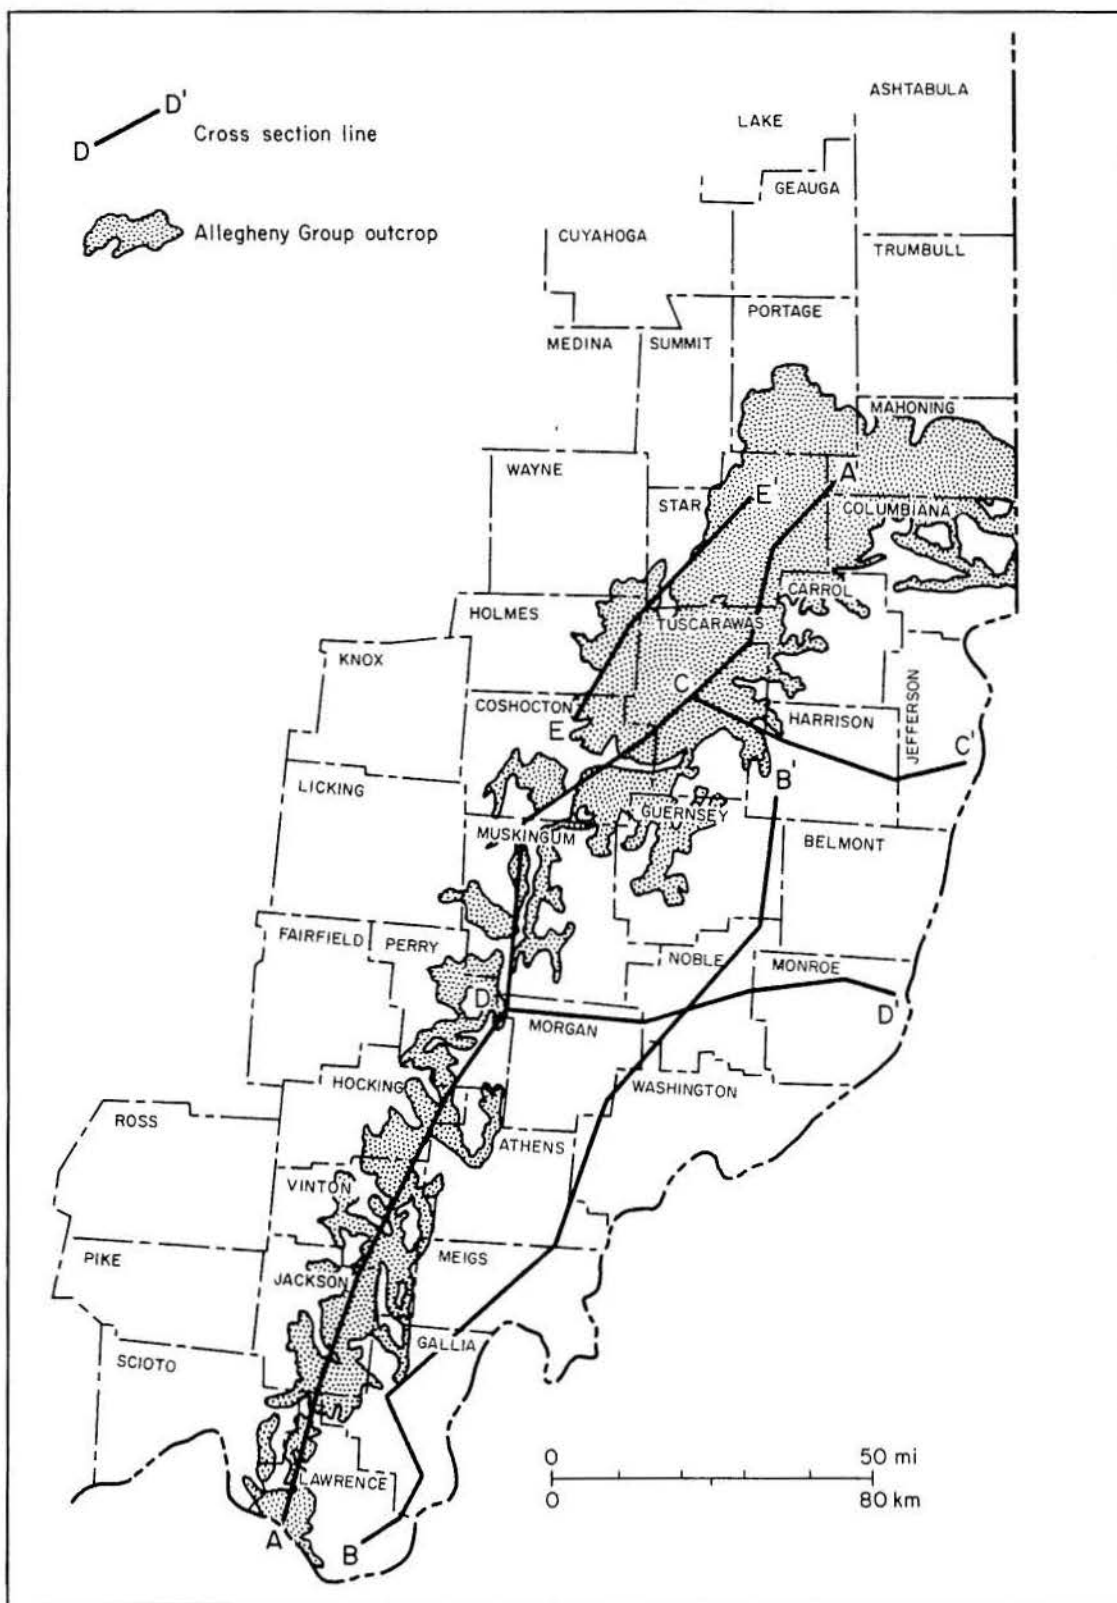 D'
D
Cross section line
Allegheny Group outcrop
ASHTABULA
LAKE
GEAUGA
CUYAHOGA
TRUMBULL
PORTAGE
MEDINA
SUMMIT
MAHONING
WAYNE
A'
E'
STAR
COLUMBIANA
CARROL
HOLMES
TUSCARAWAS
KNOX
C
COSHOCTON
HARRISON
JEFFERSON
E
C'
B'
LICKING
GUERNSEY
MUSKINGUM
BELMONT
FAIRFIELD
PERRY
NOBLE
MONROE
D
D'
MORGAN
HOCKING
WASHINGTON
ROSS
ATHENS
VINTON
PIKE
MEIGS
JACKSON
GALLIA
SCIOTO
0 50 mi
LAWRENCE
0 80 km
A
B